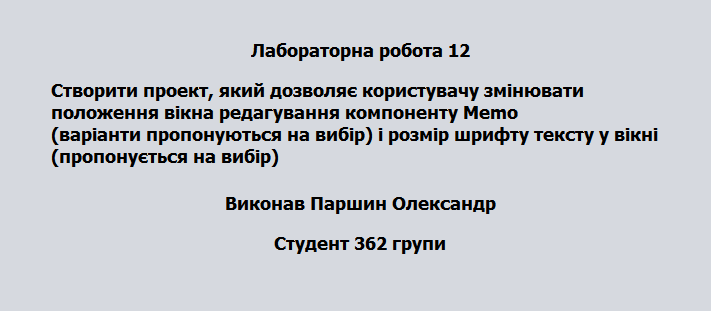 Лабораторна робота 12
Створити проект, який дозволяє користувачу змінювати
положення вікна редагування компоненту Memo
(варіанти пропонуються на вибір) і розмір шрифту тексту у вікні
(пропонується на вибір)
Виконав Паршин Олександр
Студент 362 групи